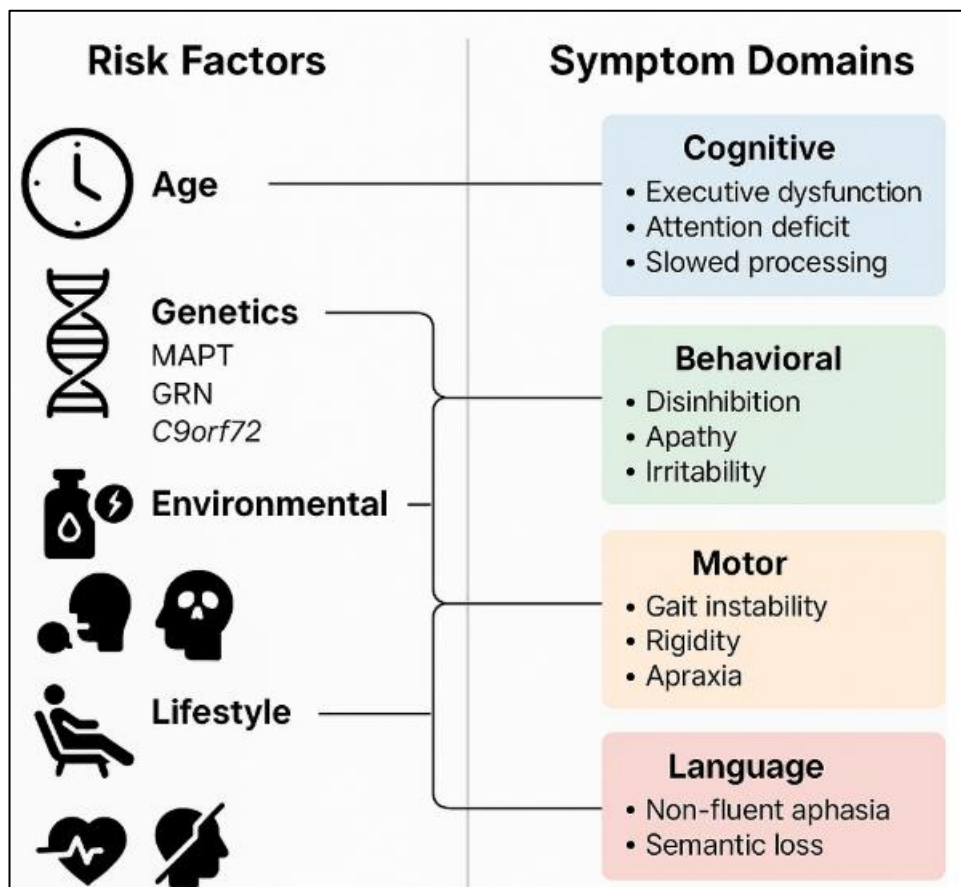 Risk Factors
Age
Genetics
MAPT
GRN
C9orf72
Environmental
Lifestyle
Symptom Domains
Cognitive
• Executive dysfunction
• Attention deficit
• Slowed processing
Behavioral
• Disinhibition
• Apathy
• Irritability
Motor
• Gait instability
• Rigidity
• Apraxia
Language
• Non-fluent aphasia
• Semantic loss